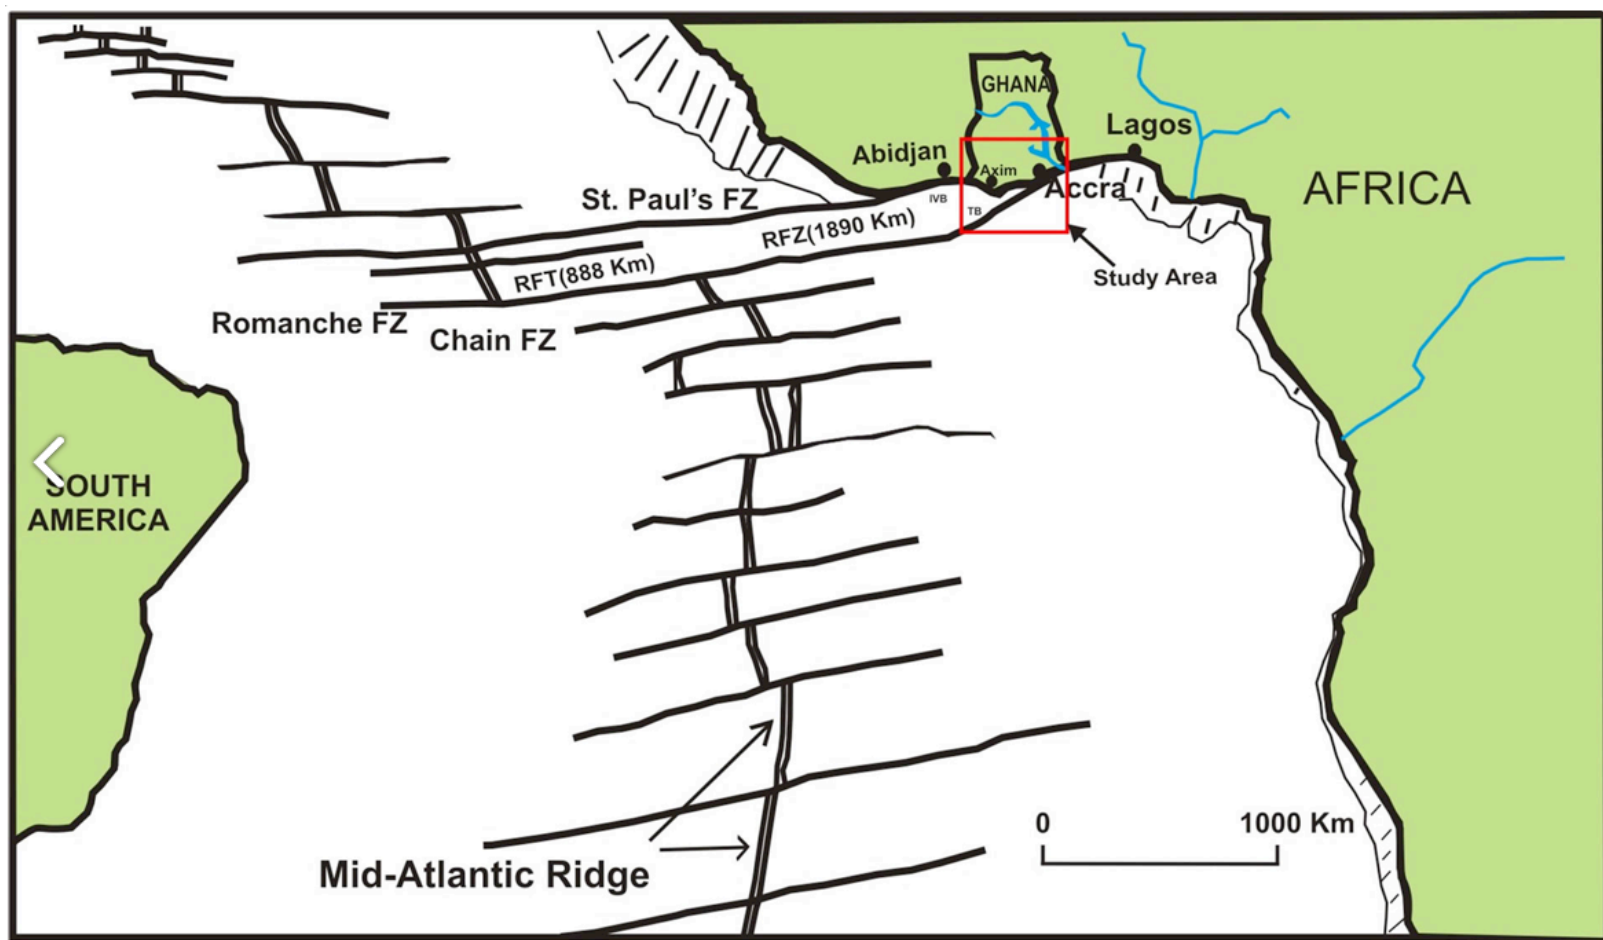 GHANA
Lagos
Abidjan
Axim
Accra
AFRICA
St. Paul's FZ
IVB
TB
RFZ(1890 Km)
RFT(888 Km)
Study Area
Romanche FZ
Chain FZ
SOUTH
AMERICA
0
1000 Km
Mid-Atlantic Ridge